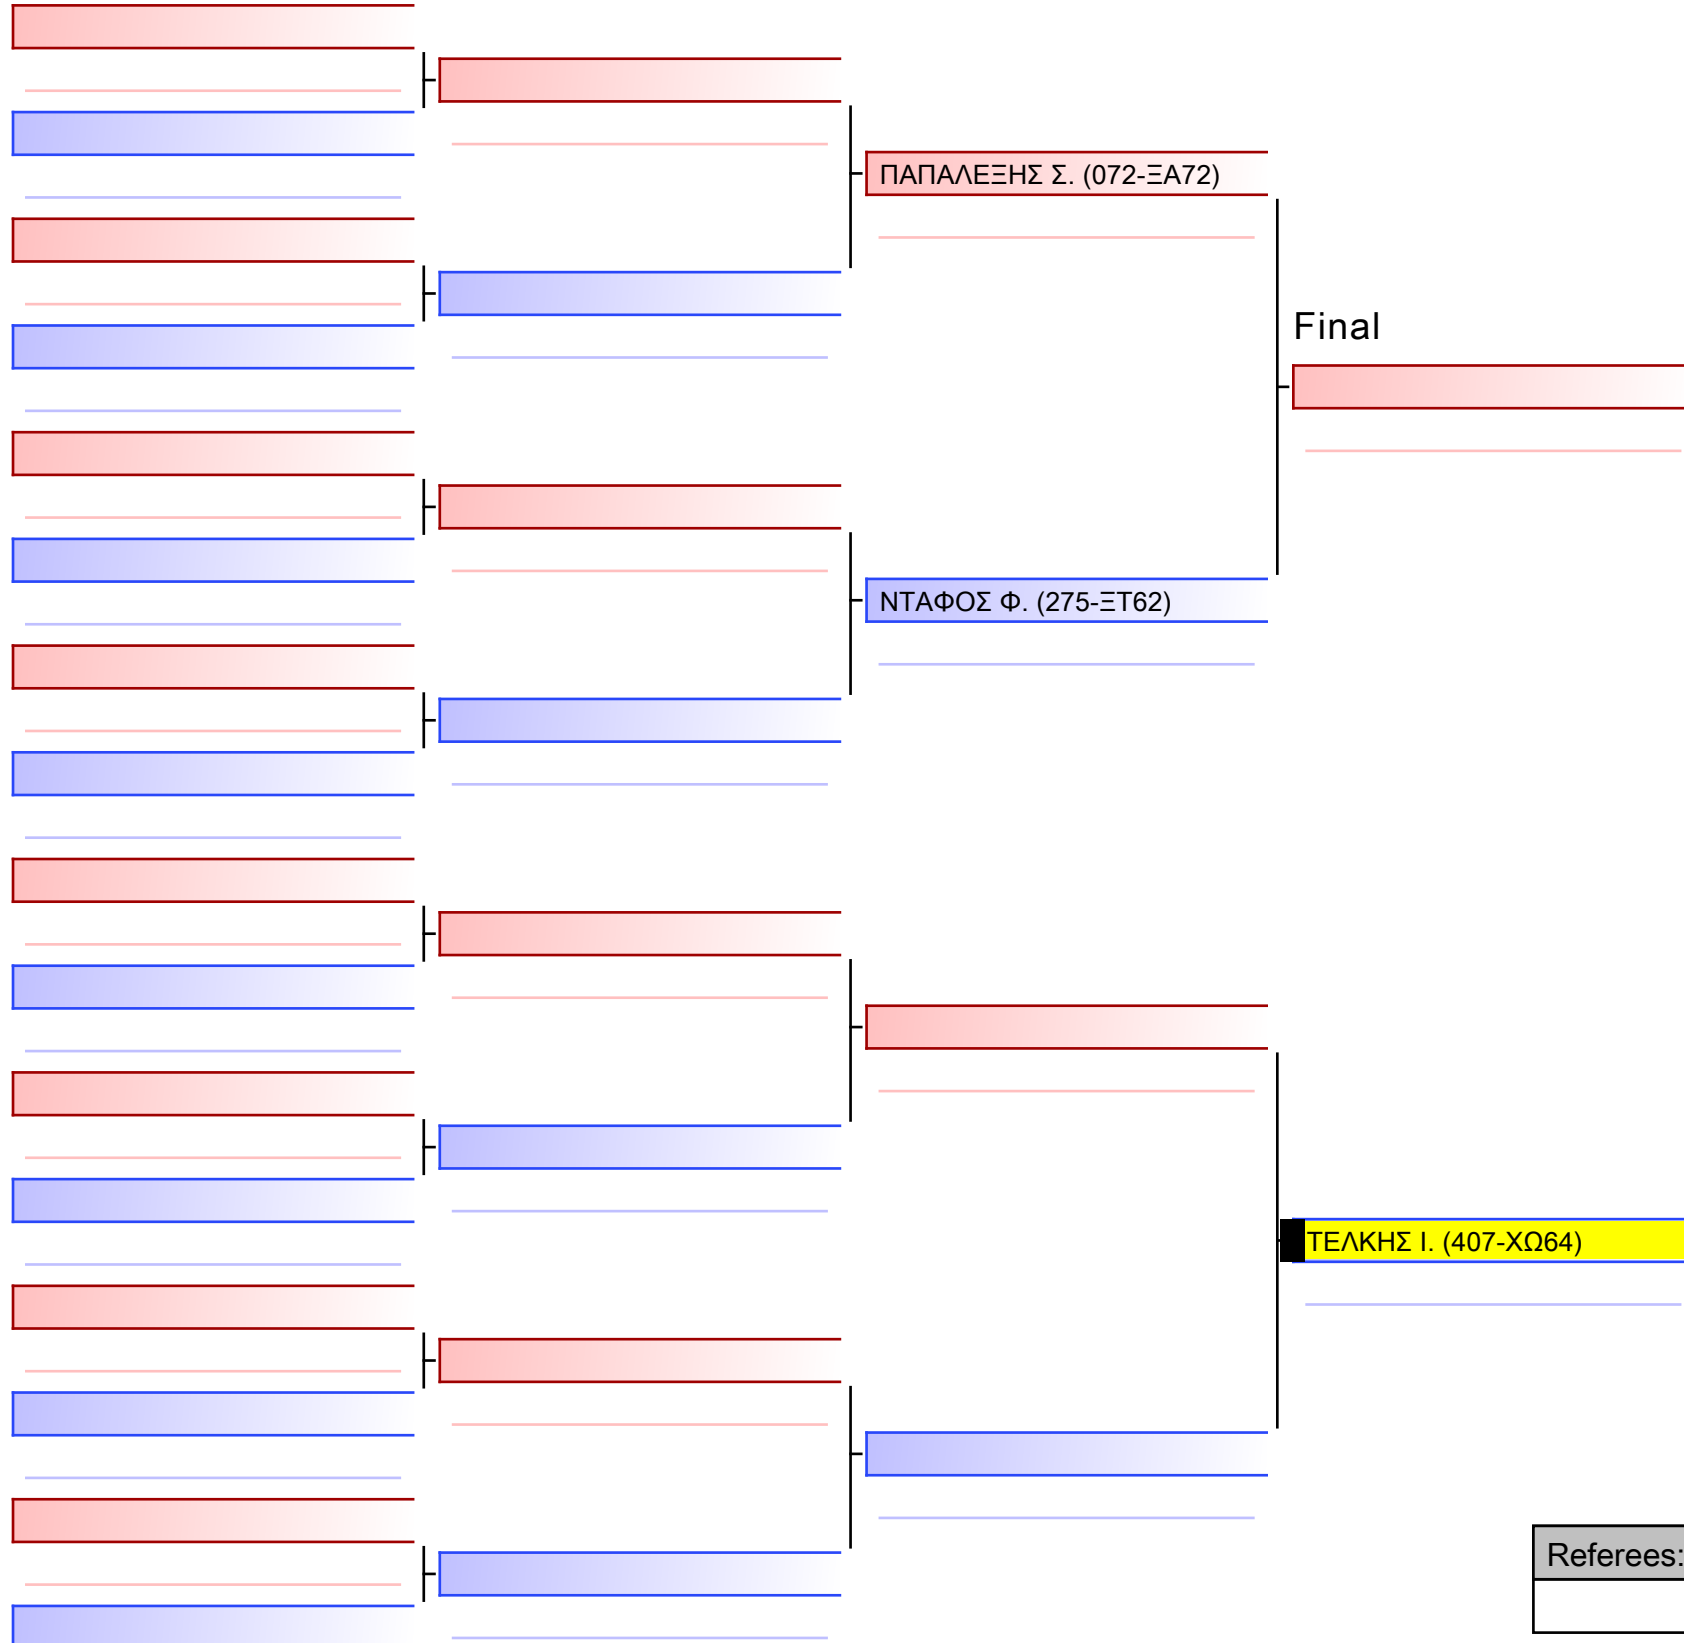 ΠΑΠΑΛΕΞΗΣ Σ. (072-ΞΑ72)
Final
ΝΤΑΦΟΣ Φ. (275-ΞΤ62)
ΤΕΛΚΗΣ Ι. (407-ΧΩ64)
Referees: